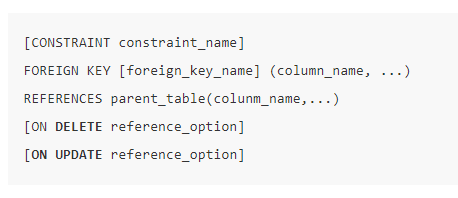 [CONSTRAINT constraint_name]
FOREIGN KEY [foreign_key_name] (column_name, ...)
REFERENCES parent_table(colunm_name,...)
[ON DELETE reference_option]
[ON UPDATE reference_option]